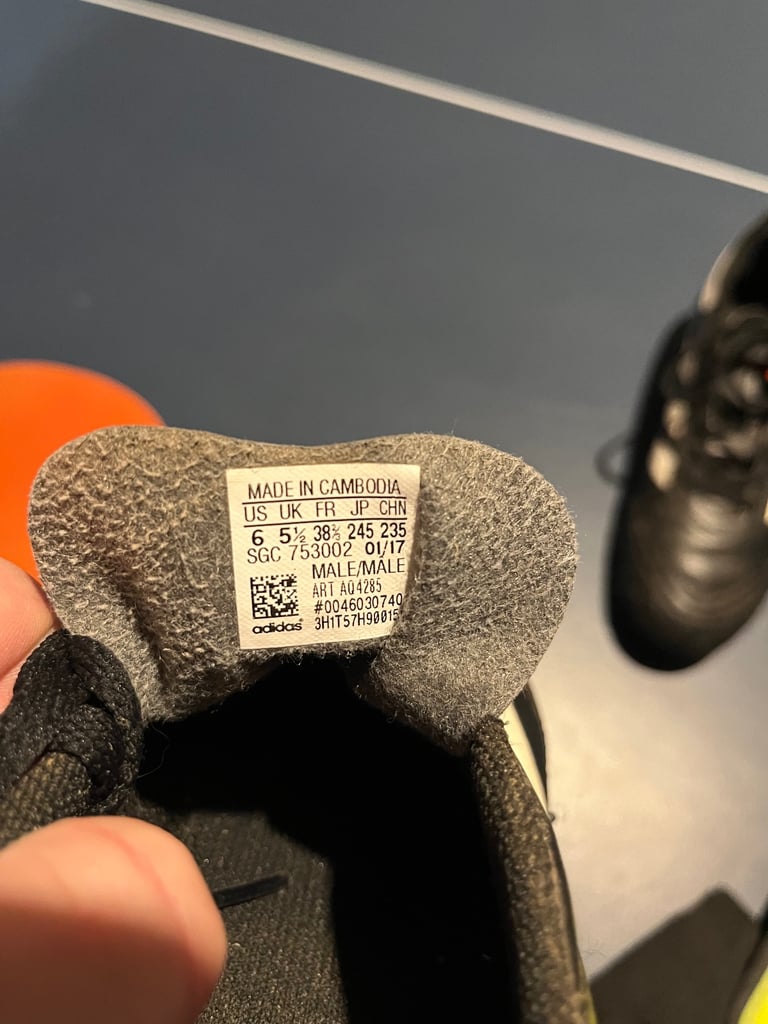 MADE IN CAMBODIA
US UK FR JP CHN
6 5½ 38⅔ 245 235
SGC 753002 01/17
MALE/MALE
ART AQ4285
#0046030740
adidas® 3H1T57H90015